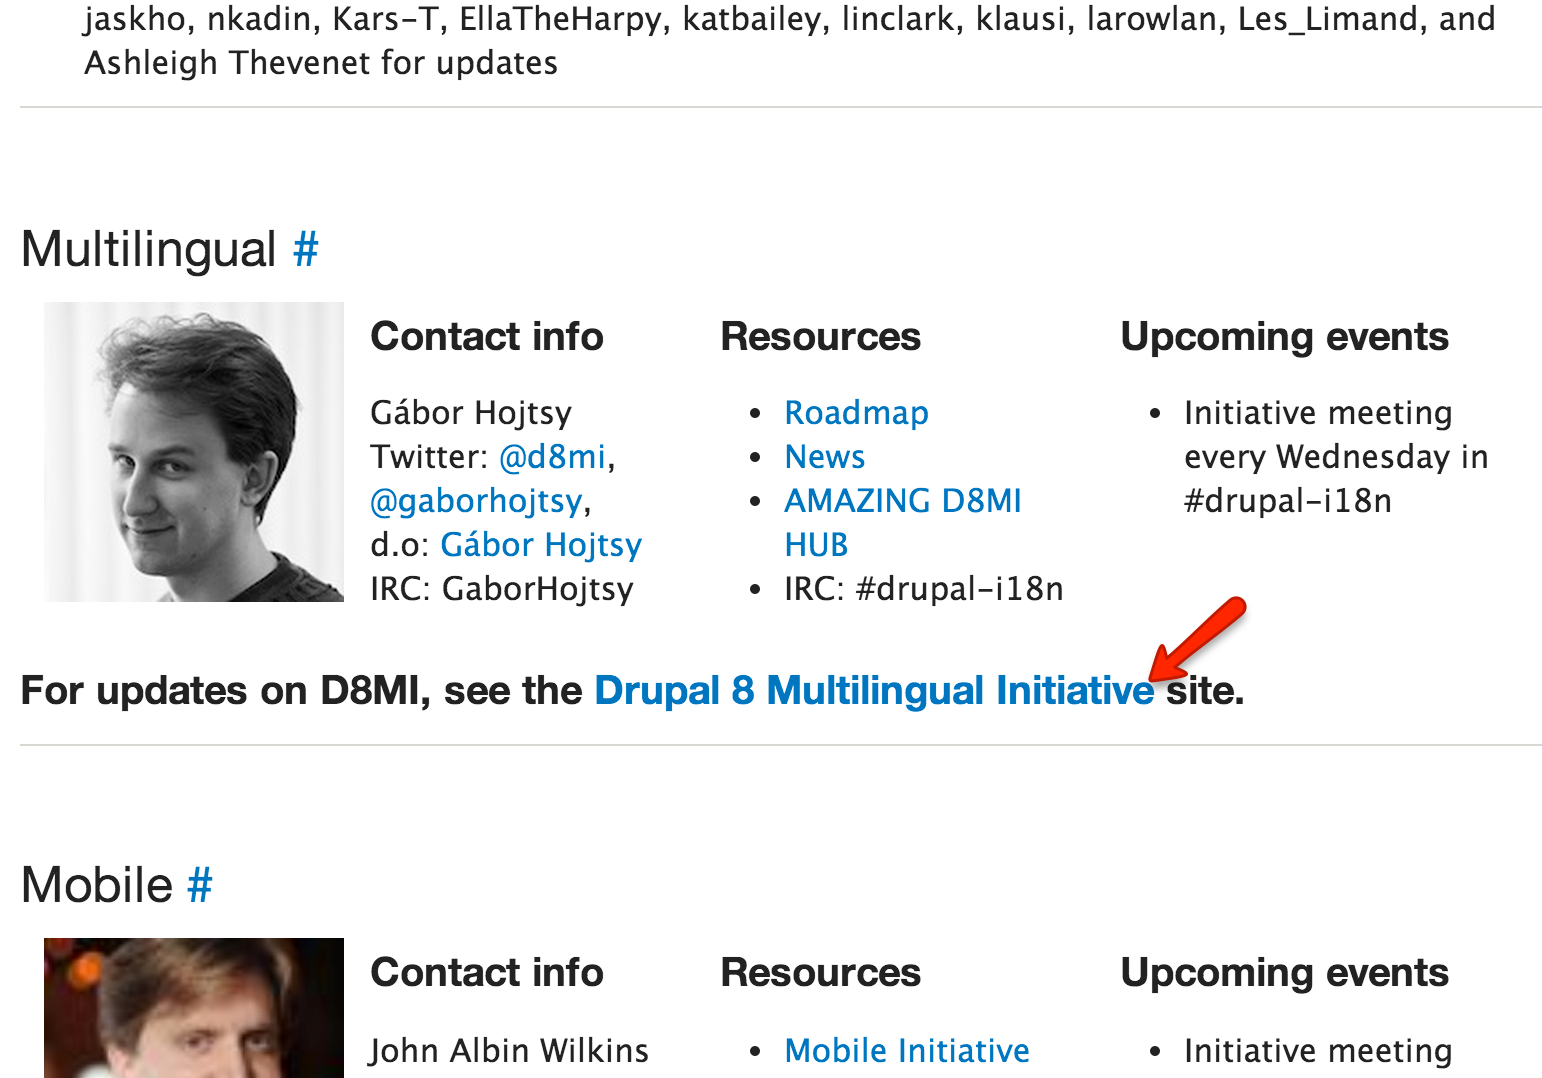 jaskho, nkadin, Kars-T, EllaTheHarpy, katbailey, linclark, klausi, larowlan, Les_Limand, and
Ashleigh Thevenet for updates
Multilingual #
Contact info
Gábor Hojtsy
Twitter: @d8mi,
@gaborhojtsy,
d.o: Gábor Hojtsy
IRC: GaborHojtsy
Resources
• Roadmap
• News
• AMAZING D8MI
HUB
• IRC: #drupal-i18n
Upcoming events
• Initiative meeting
every Wednesday in
#drupal-i18n
For updates on D8MI, see the Drupal 8 Multilingual Initiative site.
Mobile #
Contact info
John Albin Wilkins
Resources
• Mobile Initiative
Upcoming events
• Initiative meeting